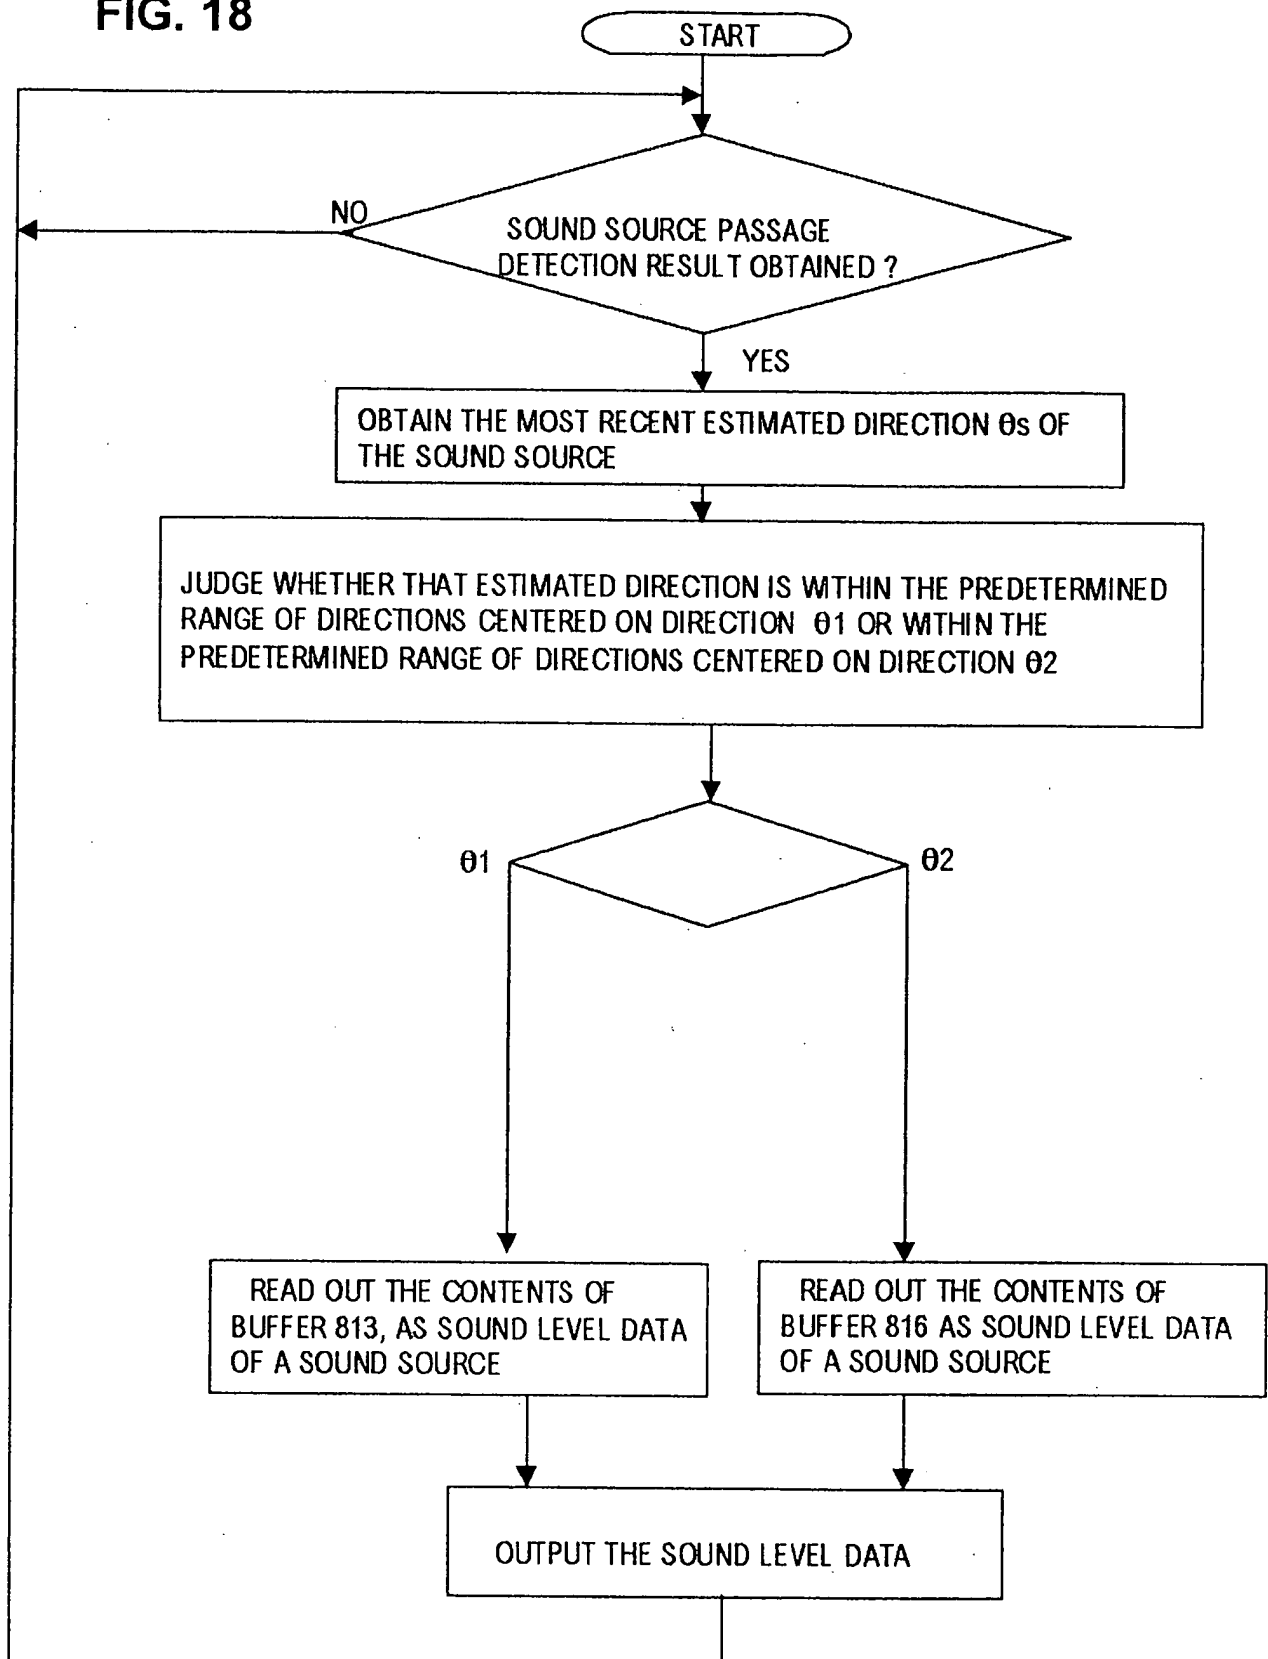 FIG. 18
START
NO
SOUND SOURCE PASSAGE
DETECTION RESULT OBTAINED ?
YES
OBTAIN THE MOST RECENT ESTIMATED DIRECTION θs OF
THE SOUND SOURCE
JUDGE WHETHER THAT ESTIMATED DIRECTION IS WITHIN THE PREDETERMINED
RANGE OF DIRECTIONS CENTERED ON DIRECTION θ1 OR WITHIN THE
PREDETERMINED RANGE OF DIRECTIONS CENTERED ON DIRECTION θ2
θ1
θ2
READ OUT THE CONTENTS OF
BUFFER 813, AS SOUND LEVEL DATA
OF A SOUND SOURCE
READ OUT THE CONTENTS OF
BUFFER 816 AS SOUND LEVEL DATA
OF A SOUND SOURCE
OUTPUT THE SOUND LEVEL DATA